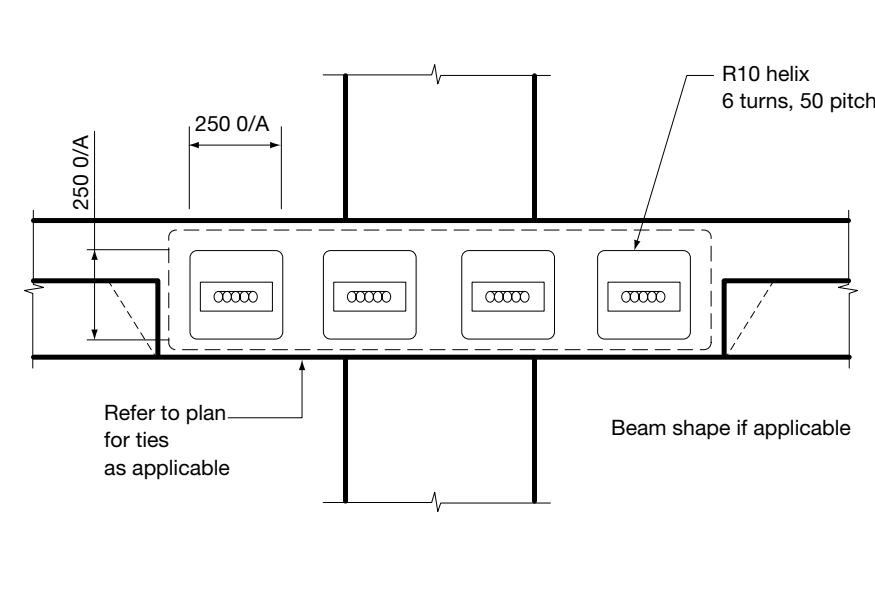 R10 helix
6 turns, 50 pitch
250 0/A
250 0/A
Refer to plan
for ties
as applicable
Beam shape if applicable